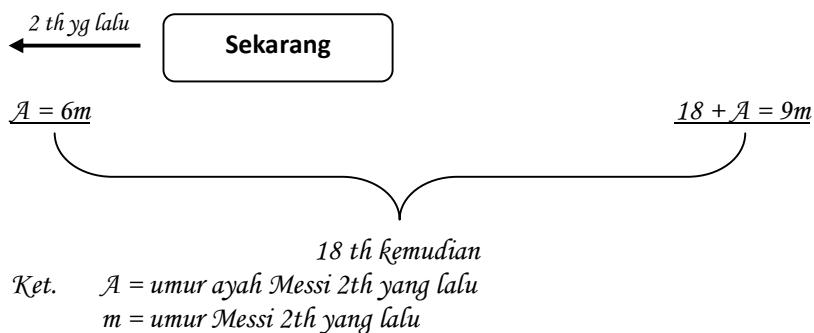 2 th yg lalu
Sekarang
A = 6m
18 + A = 9m
18 th kemudian
Ket. A = umur ayah Messi 2th yang lalu
m = umur Messi 2th yang lalu